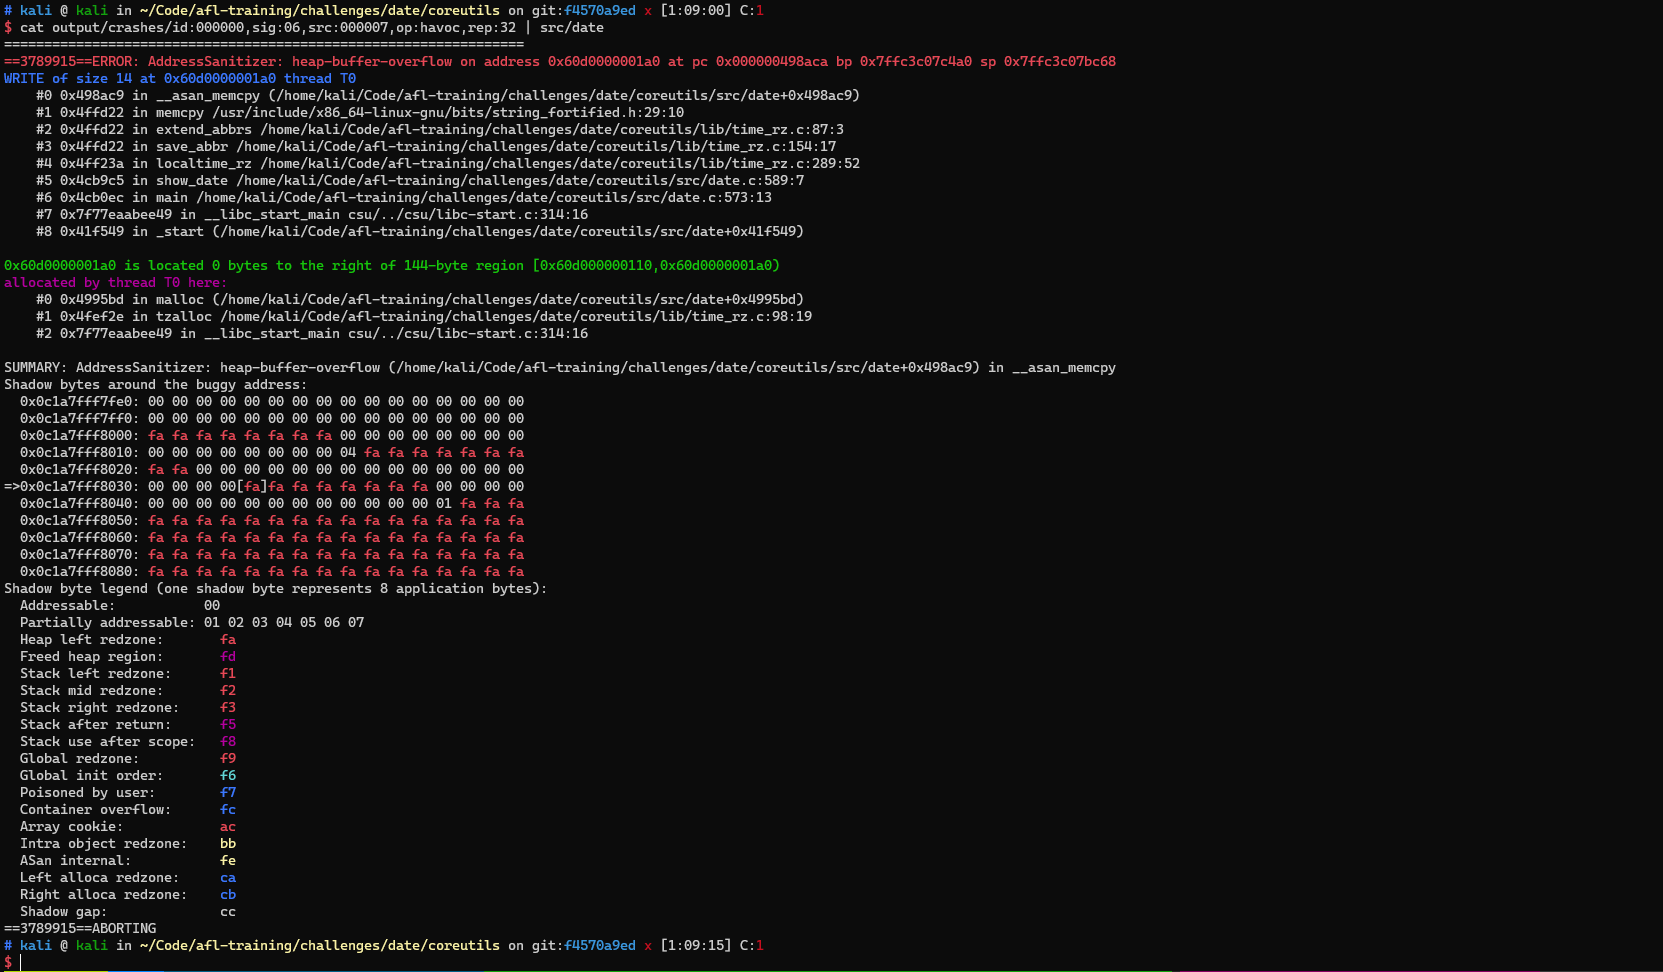 # kali @ kali in ~/Code/afl-training/challenges/date/coreutils on git:f4570a9ed x [1:09:00] C:1
$ cat output/crashes/id:000000,sig:06,src:000007,op:havoc,rep:32 | src/date
=================================================================
==3789915==ERROR: AddressSanitizer: heap-buffer-overflow on address 0x60d0000001a0 at pc 0x000000498aca bp 0x7ffc3c07c4a0 sp 0x7ffc3c07bc68
WRITE of size 14 at 0x60d0000001a0 thread T0
    #0 0x498ac9 in __asan_memcpy (/home/kali/Code/afl-training/challenges/date/coreutils/src/date+0x498ac9)
    #1 0x4ffd22 in memcpy /usr/include/x86_64-linux-gnu/bits/string_fortified.h:29:10
    #2 0x4ffd22 in extend_abbrs /home/kali/Code/afl-training/challenges/date/coreutils/lib/time_rz.c:87:3
    #3 0x4ffd22 in save_abbr /home/kali/Code/afl-training/challenges/date/coreutils/lib/time_rz.c:154:17
    #4 0x4ff23a in localtime_rz /home/kali/Code/afl-training/challenges/date/coreutils/lib/time_rz.c:289:52
    #5 0x4cb9c5 in show_date /home/kali/Code/afl-training/challenges/date/coreutils/src/date.c:589:7
    #6 0x4cb0ec in main /home/kali/Code/afl-training/challenges/date/coreutils/src/date.c:573:13
    #7 0x7f77eaabee49 in __libc_start_main csu/../csu/libc-start.c:314:16
    #8 0x41f549 in _start (/home/kali/Code/afl-training/challenges/date/coreutils/src/date+0x41f549)

0x60d0000001a0 is located 0 bytes to the right of 144-byte region [0x60d000000110,0x60d0000001a0)
allocated by thread T0 here:
    #0 0x4995bd in malloc (/home/kali/Code/afl-training/challenges/date/coreutils/src/date+0x4995bd)
    #1 0x4fef2e in tzalloc /home/kali/Code/afl-training/challenges/date/coreutils/lib/time_rz.c:98:19
    #2 0x7f77eaabee49 in __libc_start_main csu/../csu/libc-start.c:314:16

SUMMARY: AddressSanitizer: heap-buffer-overflow (/home/kali/Code/afl-training/challenges/date/coreutils/src/date+0x498ac9) in __asan_memcpy
Shadow bytes around the buggy address:
  0x0c1a7fff7fe0: 00 00 00 00 00 00 00 00 00 00 00 00 00 00 00 00
  0x0c1a7fff7ff0: 00 00 00 00 00 00 00 00 00 00 00 00 00 00 00 00
  0x0c1a7fff8000: fa fa fa fa fa fa fa fa 00 00 00 00 00 00 00 00
  0x0c1a7fff8010: 00 00 00 00 00 00 00 00 04 fa fa fa fa fa fa fa
  0x0c1a7fff8020: fa fa 00 00 00 00 00 00 00 00 00 00 00 00 00 00
=>0x0c1a7fff8030: 00 00 00 00[fa]fa fa fa fa fa fa fa 00 00 00 00
  0x0c1a7fff8040: 00 00 00 00 00 00 00 00 00 00 00 00 01 fa fa fa
  0x0c1a7fff8050: fa fa fa fa fa fa fa fa fa fa fa fa fa fa fa fa
  0x0c1a7fff8060: fa fa fa fa fa fa fa fa fa fa fa fa fa fa fa fa
  0x0c1a7fff8070: fa fa fa fa fa fa fa fa fa fa fa fa fa fa fa fa
  0x0c1a7fff8080: fa fa fa fa fa fa fa fa fa fa fa fa fa fa fa fa
Shadow byte legend (one shadow byte represents 8 application bytes):
  Addressable:           00
  Partially addressable: 01 02 03 04 05 06 07
  Heap left redzone:       fa
  Freed heap region:       fd
  Stack left redzone:      f1
  Stack mid redzone:       f2
  Stack right redzone:     f3
  Stack after return:      f5
  Stack use after scope:   f8
  Global redzone:          f9
  Global init order:       f6
  Poisoned by user:        f7
  Container overflow:      fc
  Array cookie:            ac
  Intra object redzone:    bb
  ASan internal:           fe
  Left alloca redzone:     ca
  Right alloca redzone:    cb
  Shadow gap:              cc
==3789915==ABORTING
# kali @ kali in ~/Code/afl-training/challenges/date/coreutils on git:f4570a9ed x [1:09:15] C:1
$